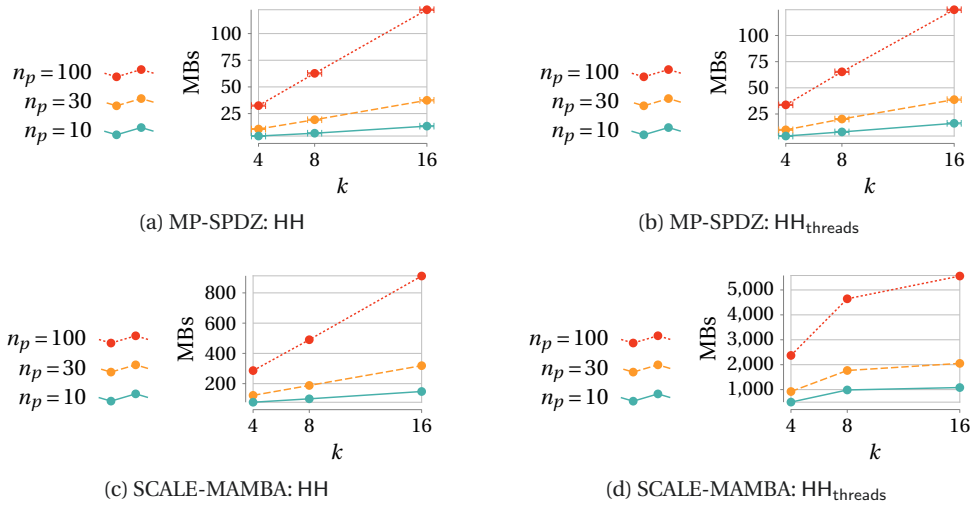 100
75
50
25
MBs
n_p = 100
n_p = 30
n_p = 10
4 8 16
k
(a) MP-SPDZ: HH
100
75
50
25
MBs
n_p = 100
n_p = 30
n_p = 10
4 8 16
k
(b) MP-SPDZ: HH_threads
800
600
400
200
MBs
n_p = 100
n_p = 30
n_p = 10
4 8 16
k
(c) SCALE-MAMBA: HH
5,000
4,000
3,000
2,000
1,000
MBs
n_p = 100
n_p = 30
n_p = 10
4 8 16
k
(d) SCALE-MAMBA: HH_threads